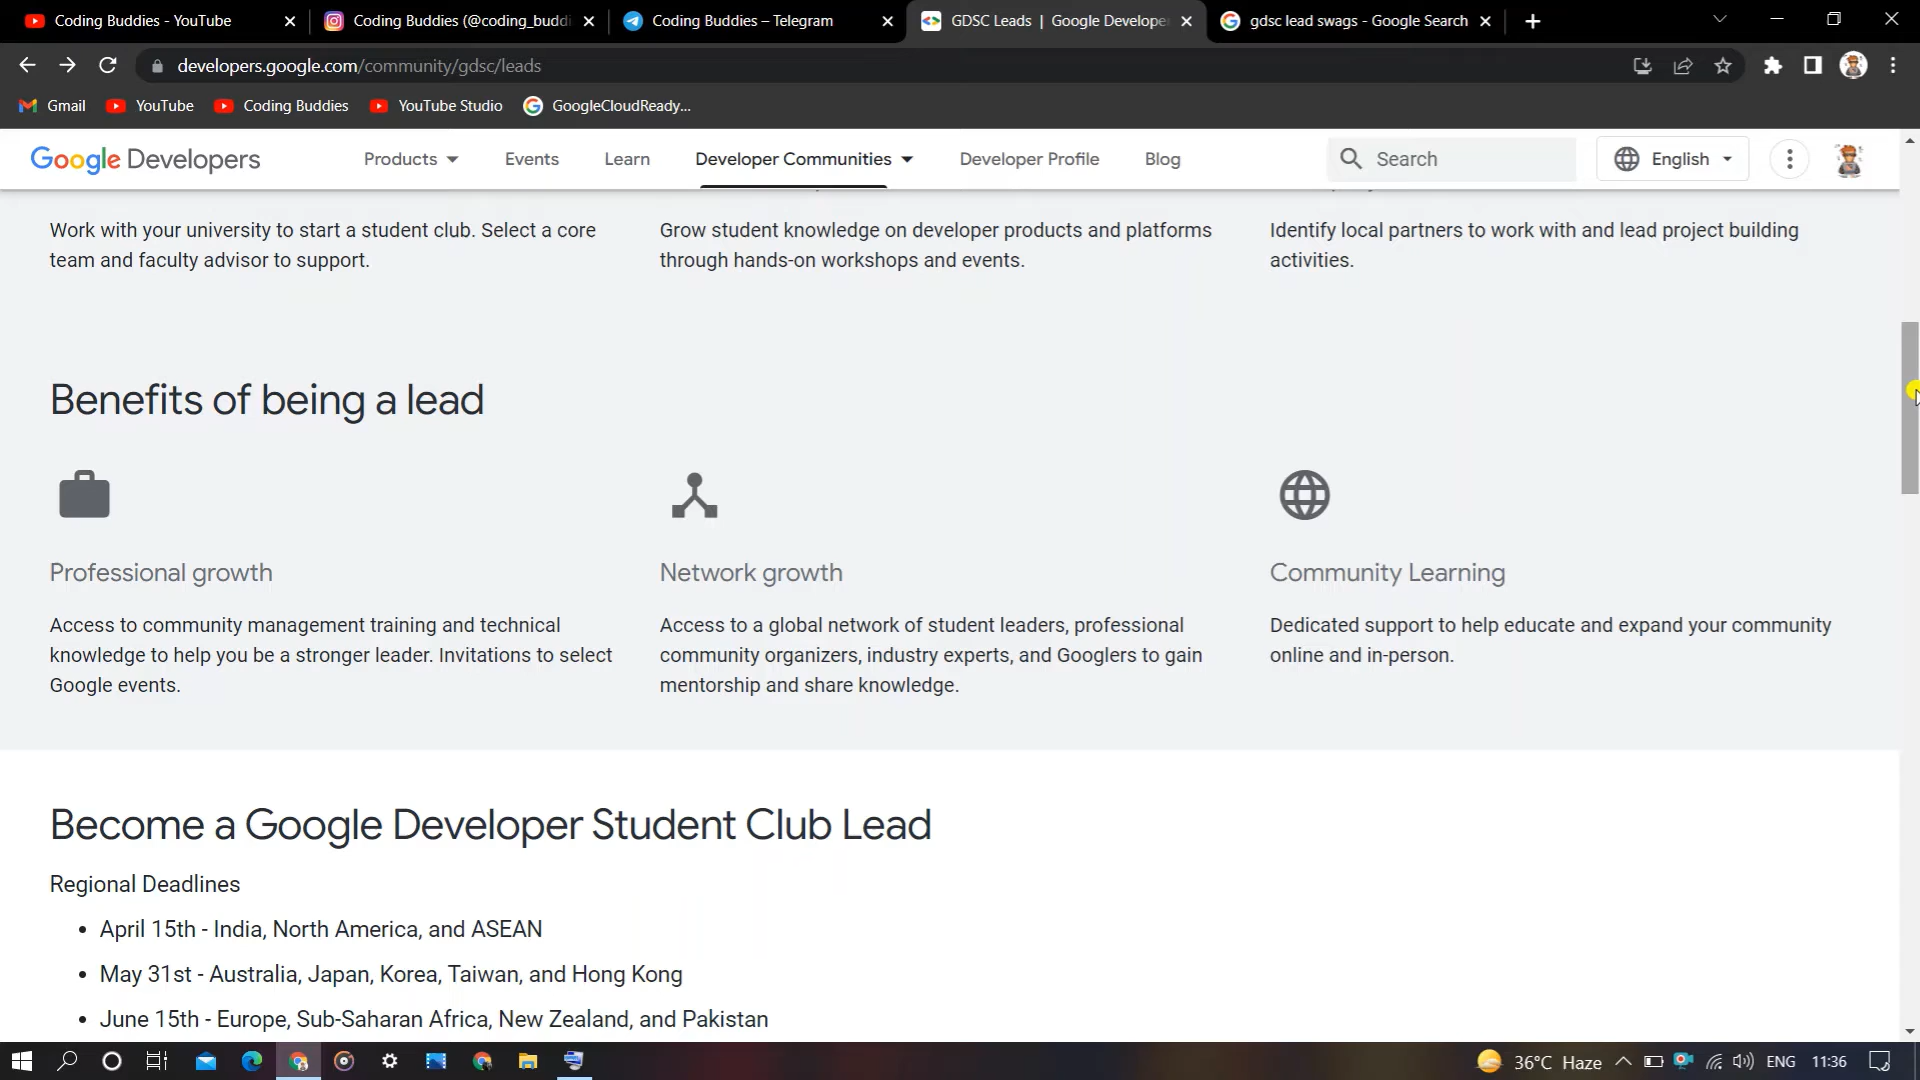 Coding Buddies - YouTube
Coding Buddies (@coding_buddi
Coding Buddies – Telegram
GDSC Leads | Google Develope
gdsc lead swags - Google Search
developers.google.com/community/gdsc/leads
Gmail
YouTube
Coding Buddies
YouTube Studio
GoogleCloudReady...
Google Developers
Products
Events
Learn
Developer Communities
Developer Profile
Blog
Search
English
Work with your university to start a student club. Select a core
team and faculty advisor to support.
Grow student knowledge on developer products and platforms
through hands-on workshops and events.
Identify local partners to work with and lead project building
activities.
Benefits of being a lead
Professional growth
Access to community management training and technical
knowledge to help you be a stronger leader. Invitations to select
Google events.
Network growth
Access to a global network of student leaders, professional
community organizers, industry experts, and Googlers to gain
mentorship and share knowledge.
Community Learning
Dedicated support to help educate and expand your community
online and in-person.
Become a Google Developer Student Club Lead
Regional Deadlines
• April 15th - India, North America, and ASEAN
• May 31st - Australia, Japan, Korea, Taiwan, and Hong Kong
• June 15th - Europe, Sub-Saharan Africa, New Zealand, and Pakistan
36°C Haze
ENG
11:36